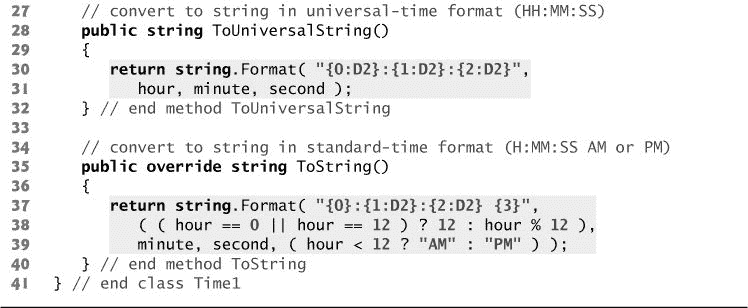 27 // convert to string in universal-time format (HH:MM:SS)
28 public string ToUniversalString()
29 {
30 return string.Format( "{0:D2}:{1:D2}:{2:D2}",
31 hour, minute, second );
32 } // end method ToUniversalString
33
34 // convert to string in standard-time format (H:MM:SS AM or PM)
35 public override string ToString()
36 {
37 return string.Format( "{0}:{1:D2}:{2:D2} {3}",
38 ( ( hour == 0 || hour == 12 ) ? 12 : hour % 12 ),
39 minute, second, ( hour < 12 ? "AM" : "PM" ) );
40 } // end method ToString
41 } // end class Time1